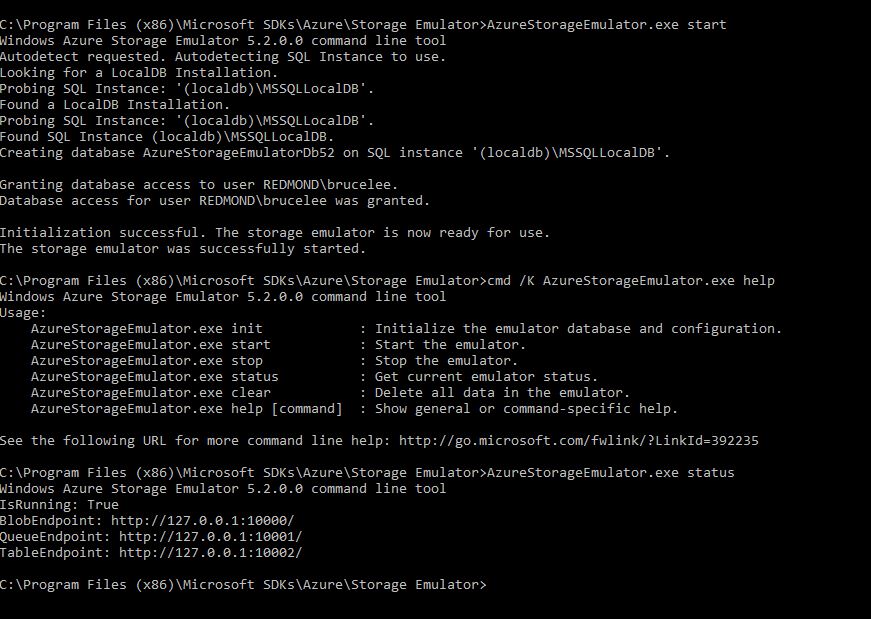 C:\Program Files (x86)\Microsoft SDKs\Azure\Storage Emulator>AzureStorageEmulator.exe start
Windows Azure Storage Emulator 5.2.0.0 command line tool
Autodetect requested. Autodetecting SQL Instance to use.
Looking for a LocalDB Installation.
Probing SQL Instance: '(localdb)\MSSQLLocalDB'.
Found a LocalDB Installation.
Probing SQL Instance: '(localdb)\MSSQLLocalDB'.
Found SQL Instance (localdb)\MSSQLLocalDB.
Creating database AzureStorageEmulatorDb52 on SQL instance '(localdb)\MSSQLLocalDB'.
Granting database access to user REDMOND\brucelee.
Database access for user REDMOND\brucelee was granted.
Initialization successful. The storage emulator is now ready for use.
The storage emulator was successfully started.
C:\Program Files (x86)\Microsoft SDKs\Azure\Storage Emulator>cmd /K AzureStorageEmulator.exe help
Windows Azure Storage Emulator 5.2.0.0 command line tool
Usage:
    AzureStorageEmulator.exe init            : Initialize the emulator database and configuration.
    AzureStorageEmulator.exe start           : Start the emulator.
    AzureStorageEmulator.exe stop            : Stop the emulator.
    AzureStorageEmulator.exe status          : Get current emulator status.
    AzureStorageEmulator.exe clear           : Delete all data in the emulator.
    AzureStorageEmulator.exe help [command]  : Show general or command-specific help.
See the following URL for more command line help: http://go.microsoft.com/fwlink/?LinkId=392235
C:\Program Files (x86)\Microsoft SDKs\Azure\Storage Emulator>AzureStorageEmulator.exe status
Windows Azure Storage Emulator 5.2.0.0 command line tool
IsRunning: True
BlobEndpoint: http://127.0.0.1:10000/
QueueEndpoint: http://127.0.0.1:10001/
TableEndpoint: http://127.0.0.1:10002/
C:\Program Files (x86)\Microsoft SDKs\Azure\Storage Emulator>